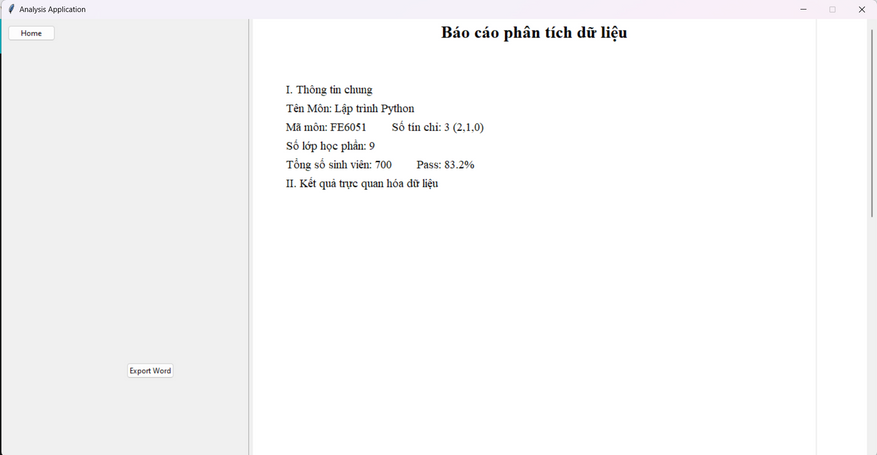 Analysis Application
Home
Báo cáo phân tích dữ liệu
I. Thông tin chung
Tên Môn: Lập trình Python
Mã môn: FE6051 Số tín chỉ: 3 (2,1,0)
Số lớp học phần: 9
Tổng số sinh viên: 700 Pass: 83.2%
II. Kết quả trực quan hóa dữ liệu
Export Word